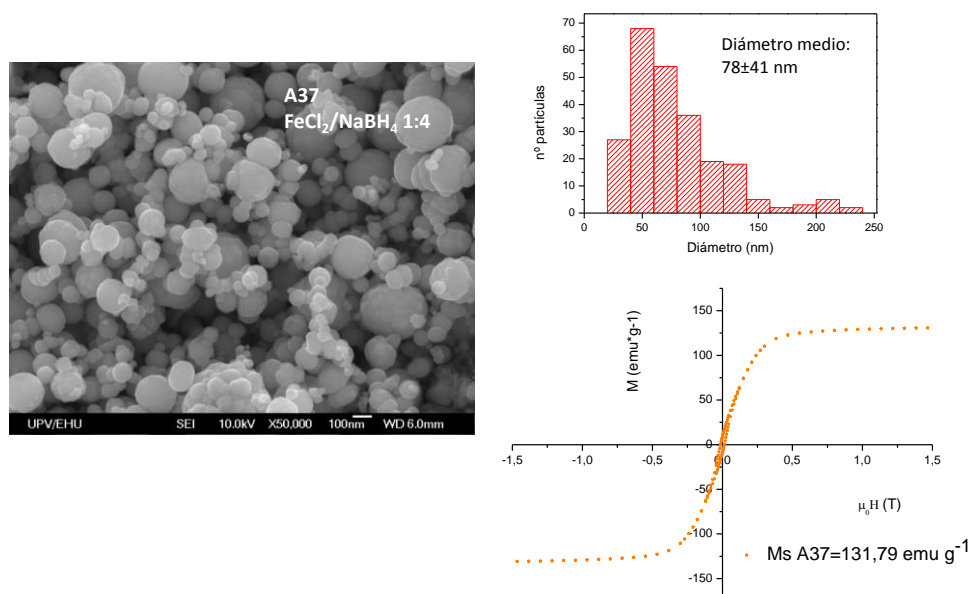 A37
FeCl₂/NaBH₄ 1:4
UPV/EHU SEI 10.0kV X50,000 100nm WD 6.0mm
Diámetro medio:
78±41 nm
nº partículas
70
60
50
40
30
20
10
0
0 50 100 150 200 250
Diámetro (nm)
M (emu*g-1)
150
100
50
0
-50
-100
-150
-1,5 -1,0 -0,5 0,0 0,5 1,0 1,5
μ₀H (T)
Ms A37=131,79 emu g⁻¹